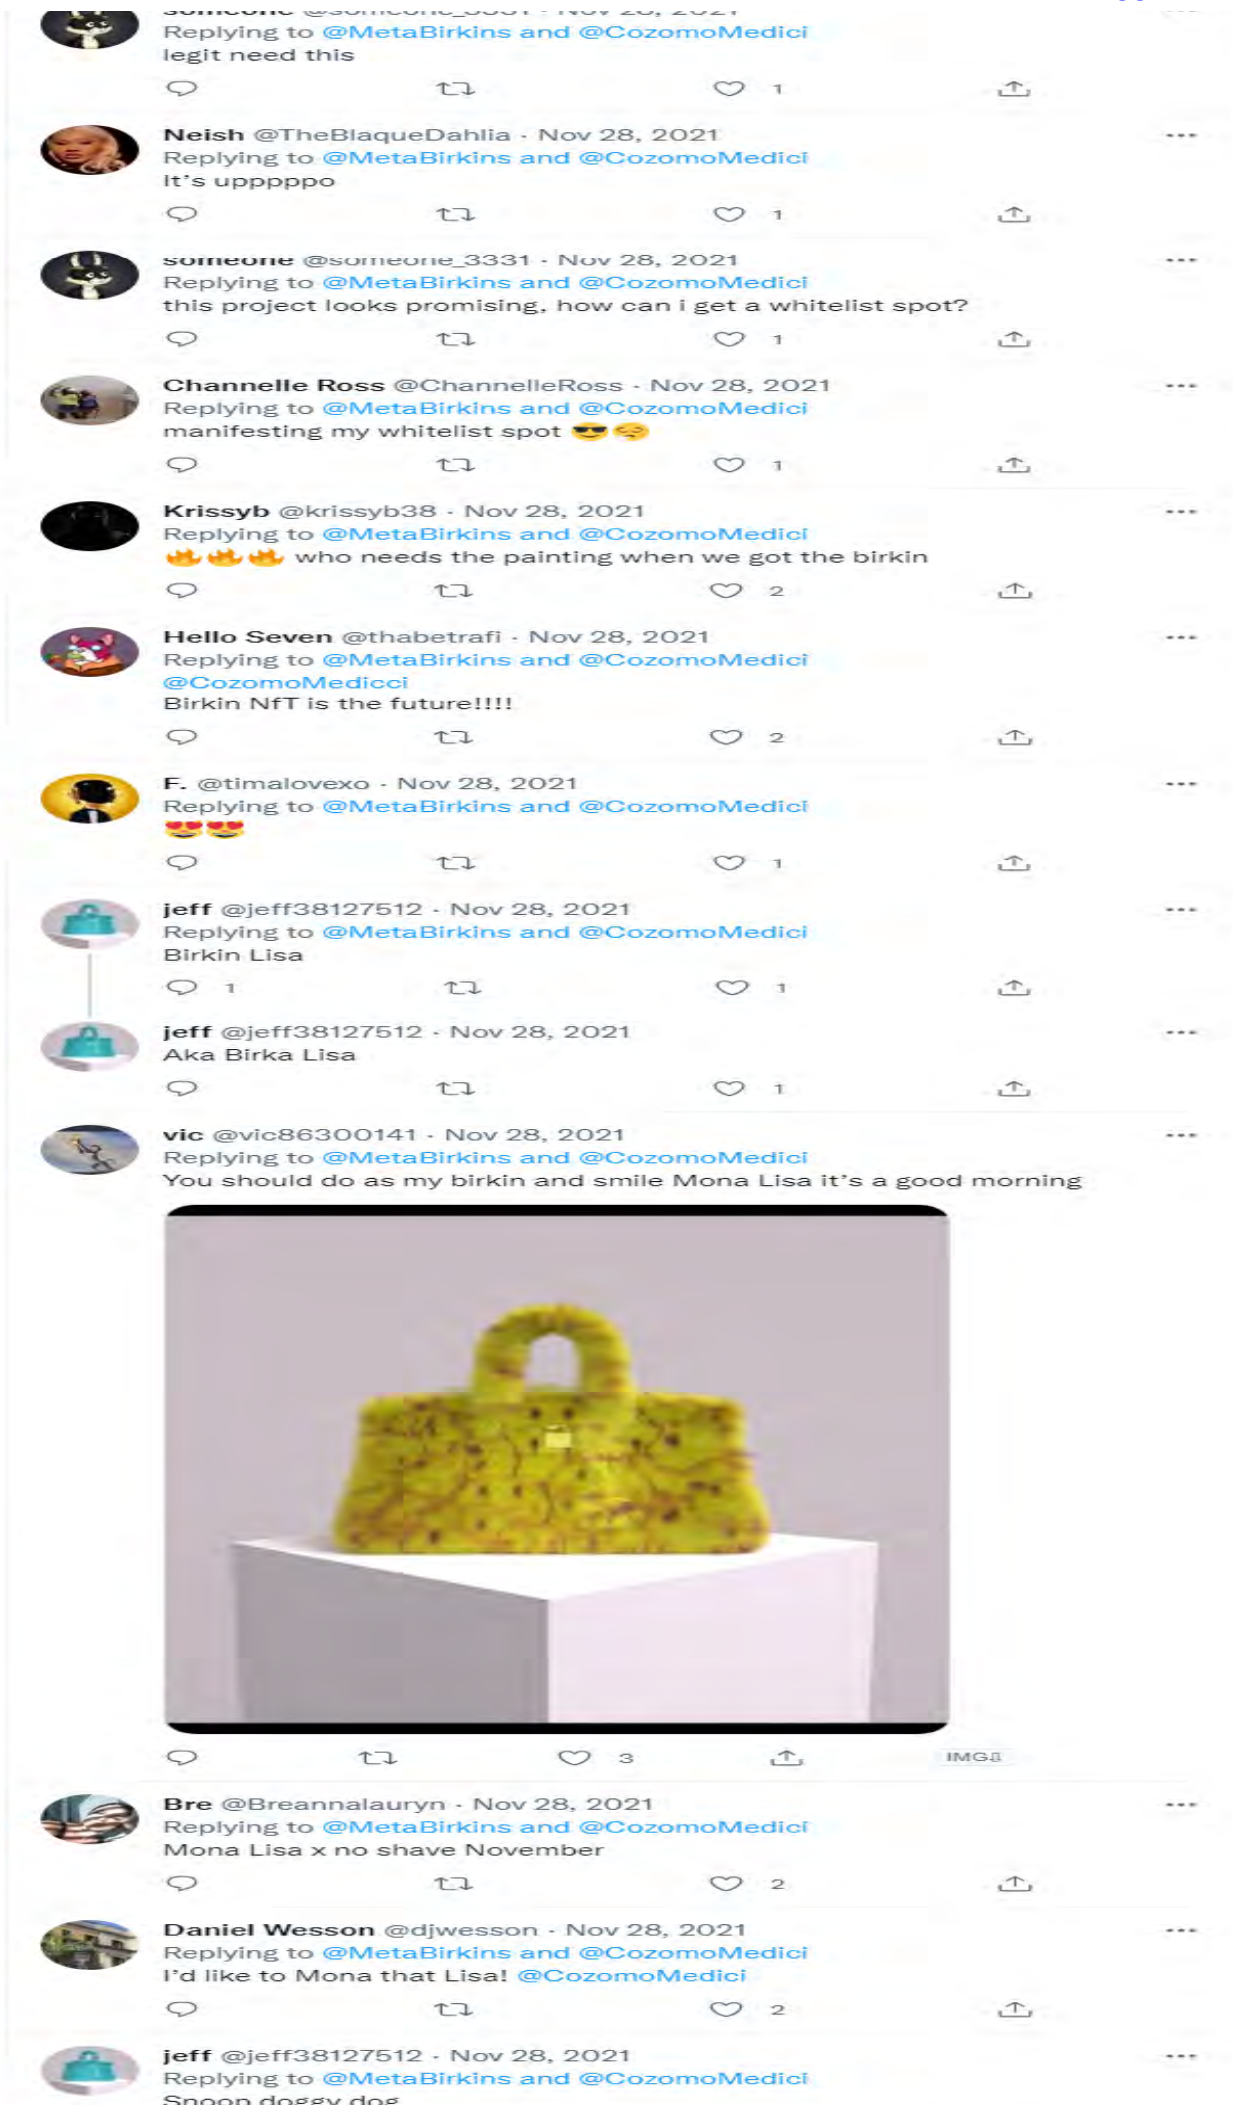 someone @someone_3331 · Nov 28, 2021
Replying to @MetaBirkins and @CozomoMedici
legit need this
1
Neish @TheBlaqueDahlia · Nov 28, 2021
Replying to @MetaBirkins and @CozomoMedici
It's upppppo
1
someone @someone_3331 · Nov 28, 2021
Replying to @MetaBirkins and @CozomoMedici
this project looks promising, how can i get a whitelist spot?
1
Channelle Ross @ChannelleRoss · Nov 28, 2021
Replying to @MetaBirkins and @CozomoMedici
manifesting my whitelist spot 😎😪
1
Krissyb @krissyb38 · Nov 28, 2021
Replying to @MetaBirkins and @CozomoMedici
🔥🔥🔥 who needs the painting when we got the birkin
2
Hello Seven @thabetrafi · Nov 28, 2021
Replying to @MetaBirkins and @CozomoMedici
@CozomoMedicci
Birkin NfT is the future!!!!
2
F. @timalovexo · Nov 28, 2021
Replying to @MetaBirkins and @CozomoMedici
😻😻
1
jeff @jeff38127512 · Nov 28, 2021
Replying to @MetaBirkins and @CozomoMedici
Birkin Lisa
1 1
jeff @jeff38127512 · Nov 28, 2021
Aka Birka Lisa
1
vic @vic86300141 · Nov 28, 2021
Replying to @MetaBirkins and @CozomoMedici
You should do as my birkin and smile Mona Lisa it's a good morning
3 IMG⇩
Bre @Breannalauryn · Nov 28, 2021
Replying to @MetaBirkins and @CozomoMedici
Mona Lisa x no shave November
2
Daniel Wesson @djwesson · Nov 28, 2021
Replying to @MetaBirkins and @CozomoMedici
I'd like to Mona that Lisa! @CozomoMedici
2
jeff @jeff38127512 · Nov 28, 2021
Replying to @MetaBirkins and @CozomoMedici
Snoop doggy dog